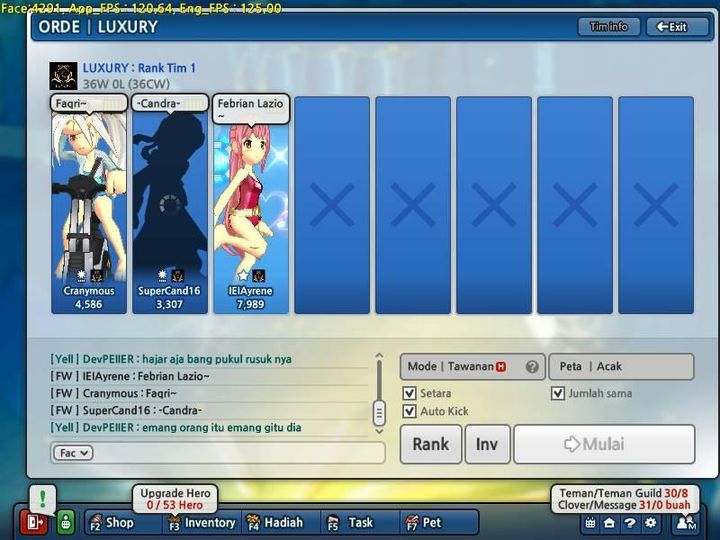 Face:4201, App_FPS : 120,64, Eng_FPS : 125,00
ORDE | LUXURY
Tim info
Exit
LUXURY : Rank Tim 1
36W 0L (36CW)
Faqri~
-Candra-
Febrian Lazio
~
Cranymous
4,586
SuperCand16
3,307
IEIAyrene
7,989
[Yell] DevPEIIER : hajar aja bang pukul rusuk nya
[FW] IEIAyrene : Febrian Lazio~
[FW] Cranymous : Faqri~
[FW] SuperCand16 : -Candra-
[Yell] DevPEIIER : emang orang itu emang gitu dia
Fac
Mode | Tawanan H ?
Peta | Acak
Setara
Jumlah sama
Auto Kick
Rank
Inv
Mulai
!
Upgrade Hero
0 / 53 Hero
Teman/Teman Guild 30/8
Clover/Message 31/0 buah
F2 Shop
F3 Inventory
F4 Hadiah
F5 Task
F7 Pet
?
M